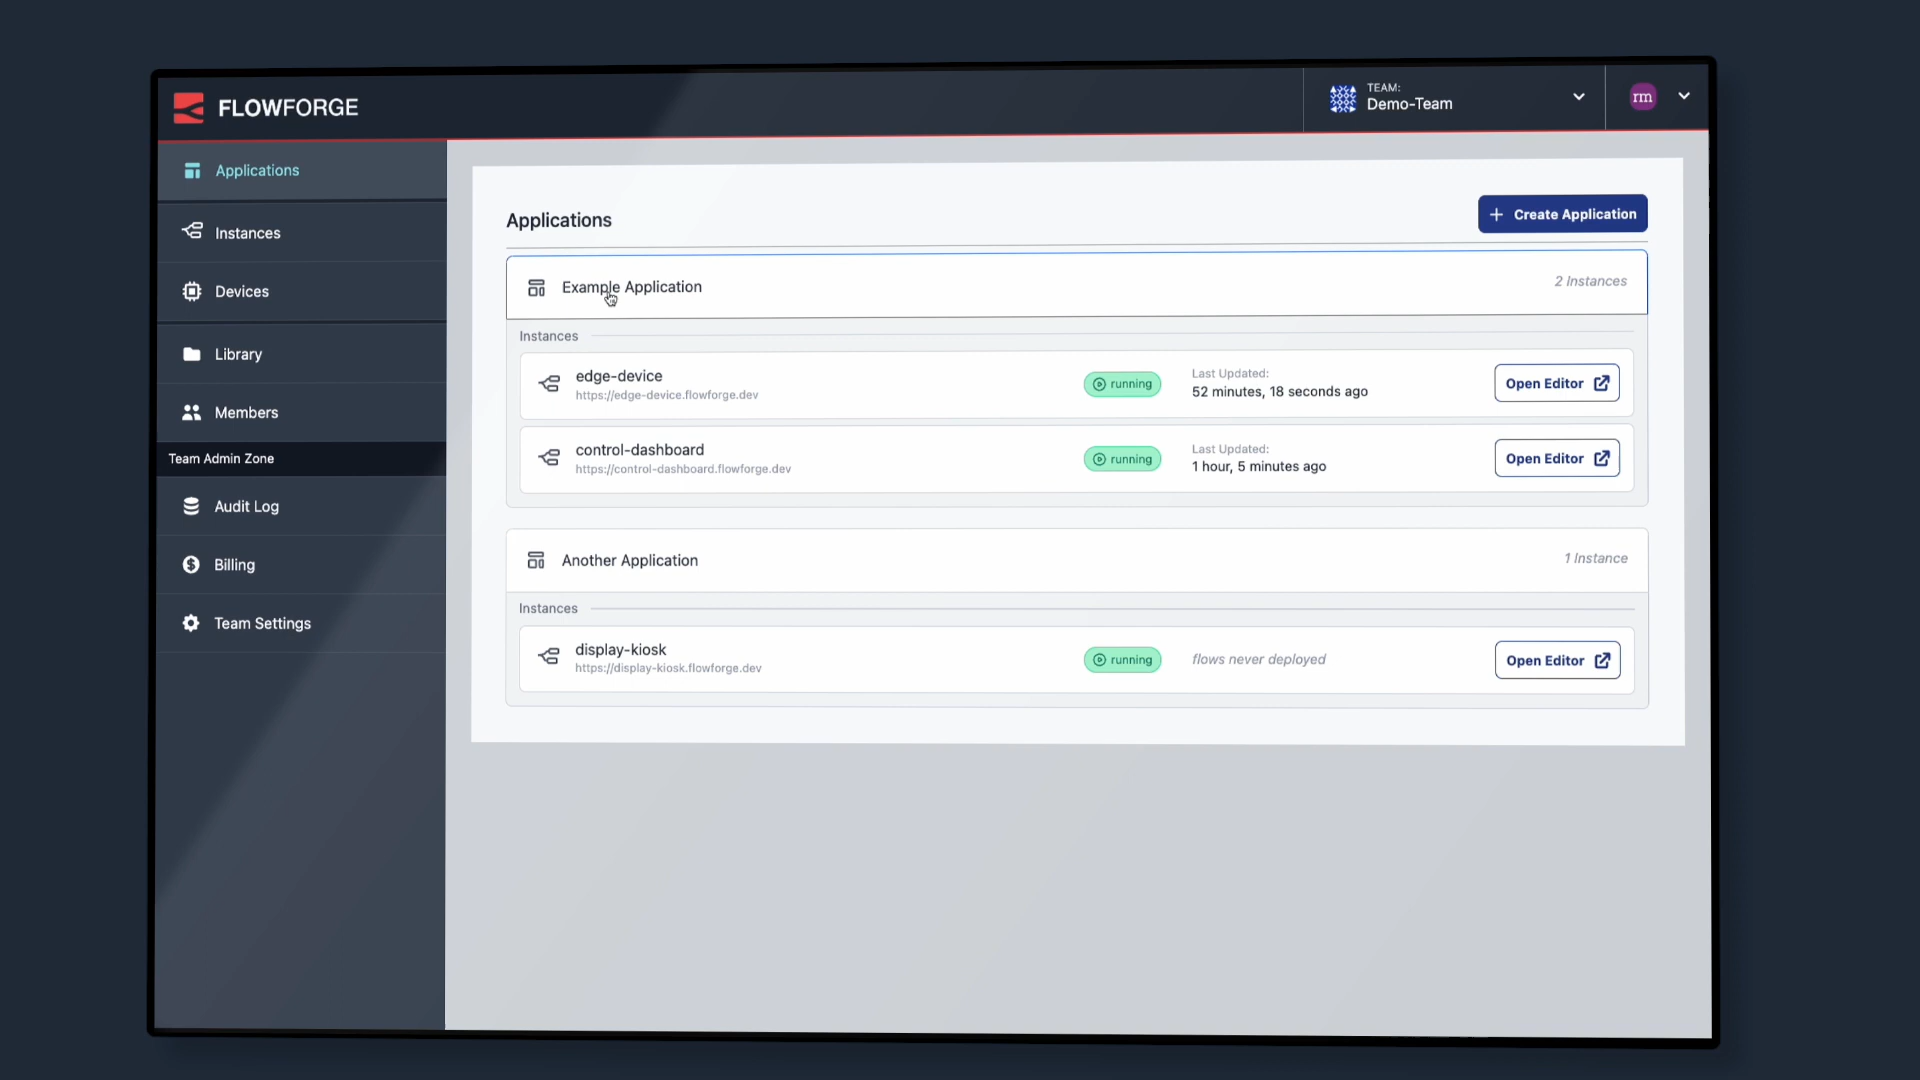 FLOWFORGE
TEAM:
Demo-Team
rm
Applications
Instances
Devices
Library
Members
Team Admin Zone
Audit Log
Billing
Team Settings
Applications
Create Application
Example Application
2 Instances
Instances
edge-device
https://edge-device.flowforge.dev
running
Last Updated:
52 minutes, 18 seconds ago
Open Editor
control-dashboard
https://control-dashboard.flowforge.dev
running
Last Updated:
1 hour, 5 minutes ago
Open Editor
Another Application
1 Instance
Instances
display-kiosk
https://display-kiosk.flowforge.dev
running
flows never deployed
Open Editor